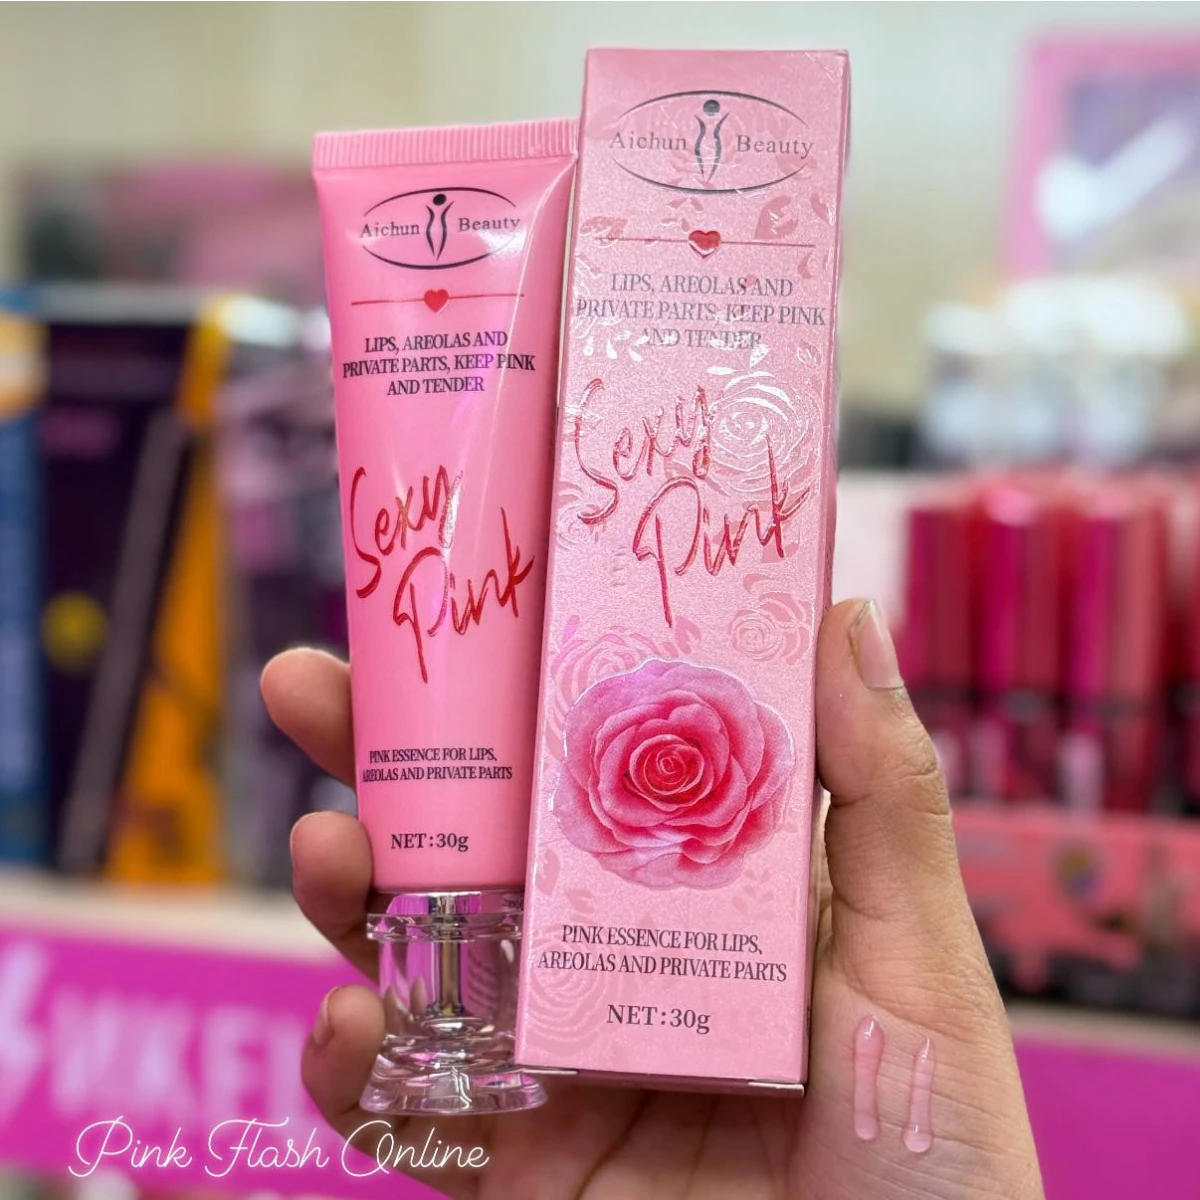 Aichun Beauty
LIPS, AREOLAS AND
PRIVATE PARTS, KEEP PINK
AND TENDER
Sexy
Pink
PINK ESSENCE FOR LIPS,
AREOLAS AND PRIVATE PARTS
NET:30g
Aichun Beauty
LIPS, AREOLAS AND
PRIVATE PARTS, KEEP PINK
AND TENDER
Sexy
Pink
PINK ESSENCE FOR LIPS,
AREOLAS AND PRIVATE PARTS
NET:30g
Pink Flash Online